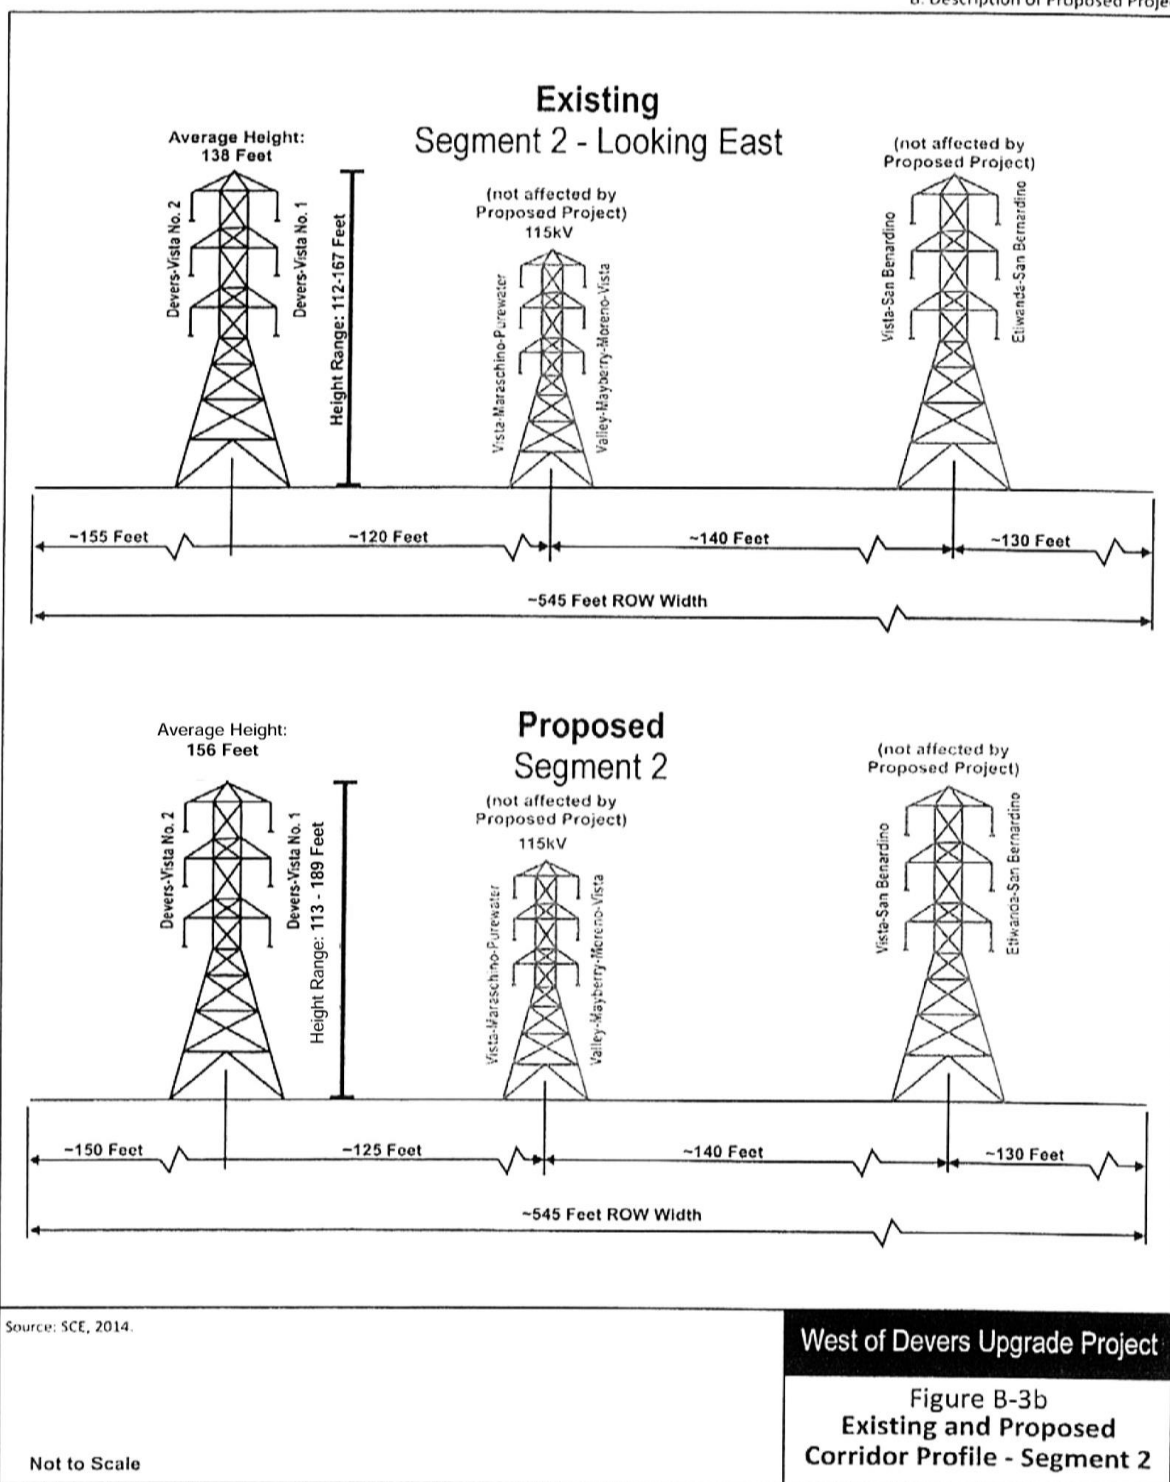 B. Description of Proposed Proje
Existing
Segment 2 - Looking East
Average Height:
138 Feet
Devers-Vista No. 2
Devers-Vista No. 1
Height Range: 112-167 Feet
(not affected by
Proposed Project)
115kV
Vista-Maraschino-Purewater
Valley-Mayberry-Moreno-Vista
(not affected by
Proposed Project)
Vista-San Benardino
Etiwanda-San Bernardino
~155 Feet
~120 Feet
~140 Feet
~130 Feet
~545 Feet ROW Width
Proposed
Segment 2
Average Height:
156 Feet
Devers-Vista No. 2
Devers-Vista No. 1
Height Range: 113 - 189 Feet
(not affected by
Proposed Project)
115kV
Vista-Maraschino-Purewater
Valley-Mayberry-Moreno-Vista
(not affected by
Proposed Project)
Vista-San Benardino
Etiwanda-San Bernardino
~150 Feet
~125 Feet
~140 Feet
~130 Feet
~545 Feet ROW Width
Source: SCE, 2014.
Not to Scale
West of Devers Upgrade Project
Figure B-3b
Existing and Proposed
Corridor Profile - Segment 2